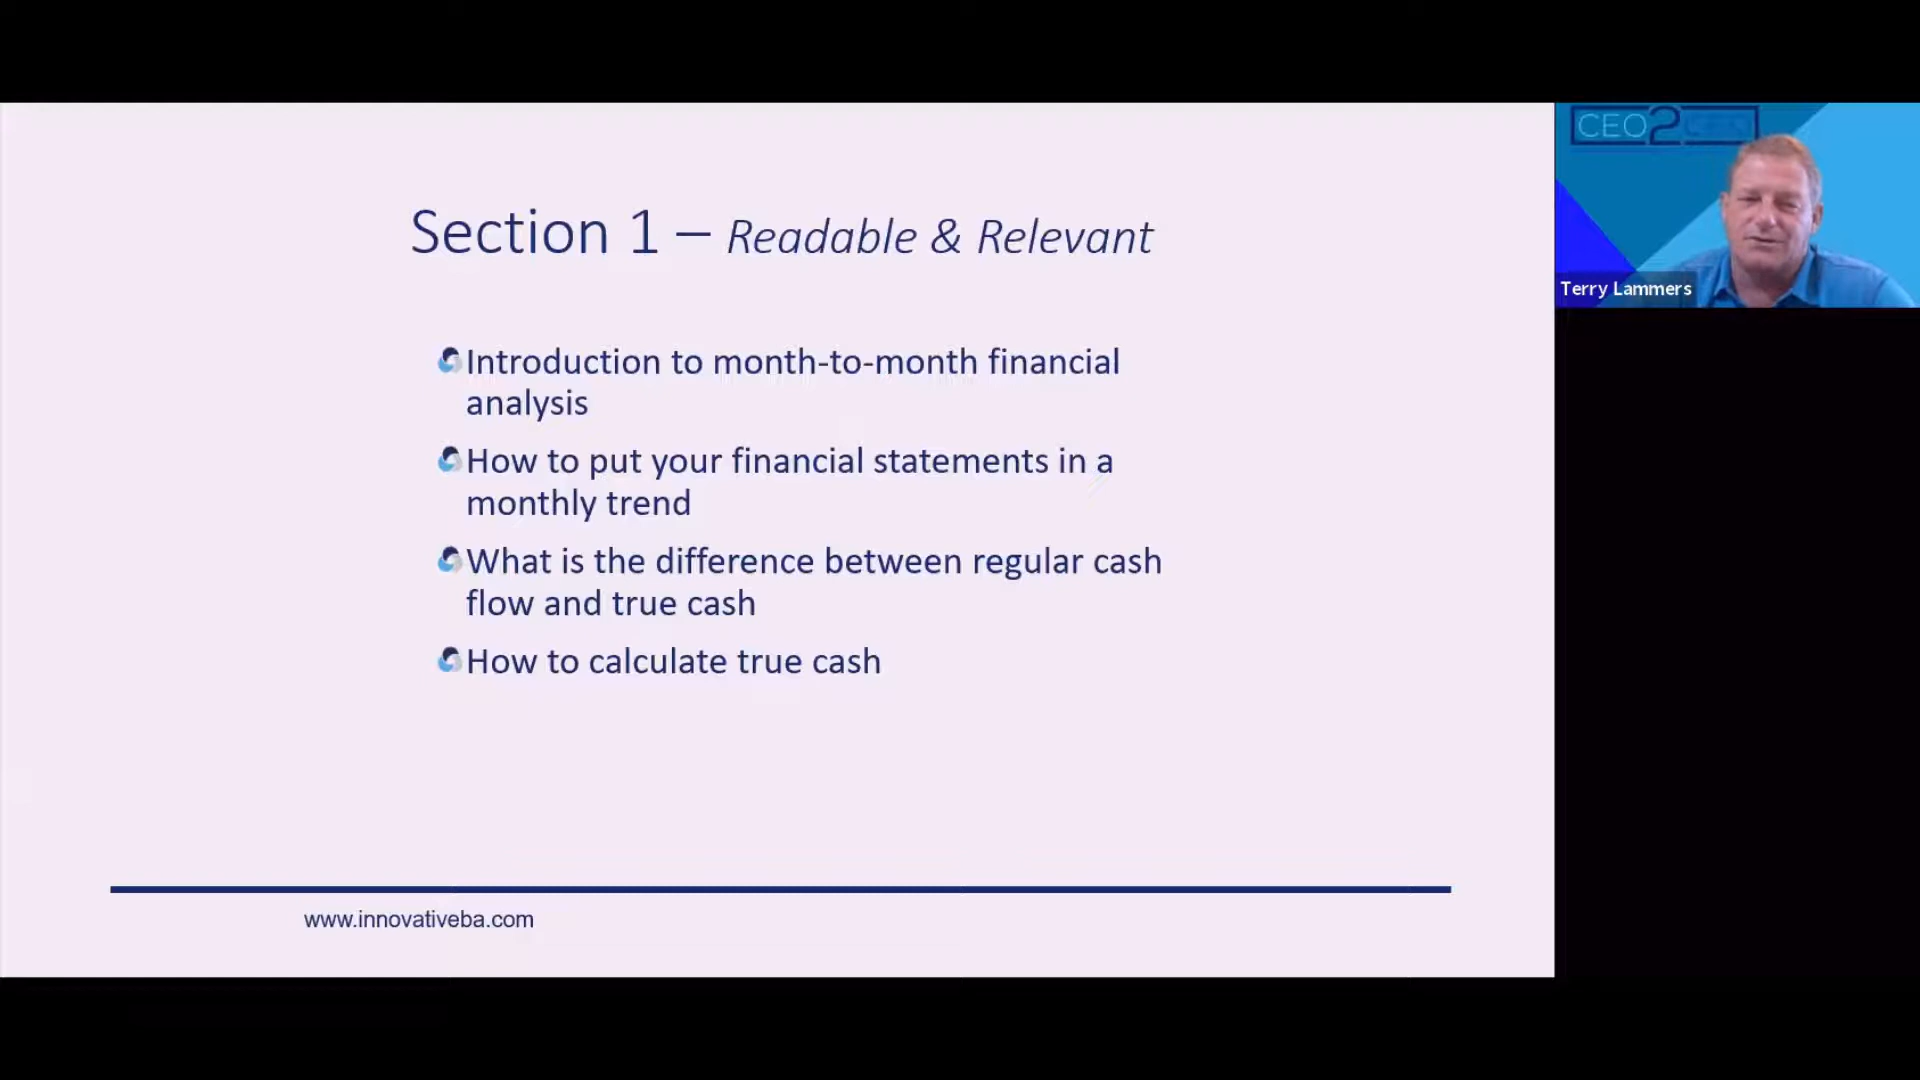 Section 1 – Readable & Relevant
Introduction to month-to-month financial
analysis
How to put your financial statements in a
monthly trend
What is the difference between regular cash
flow and true cash
How to calculate true cash
www.innovativeba.com
CEO2
Terry Lammers